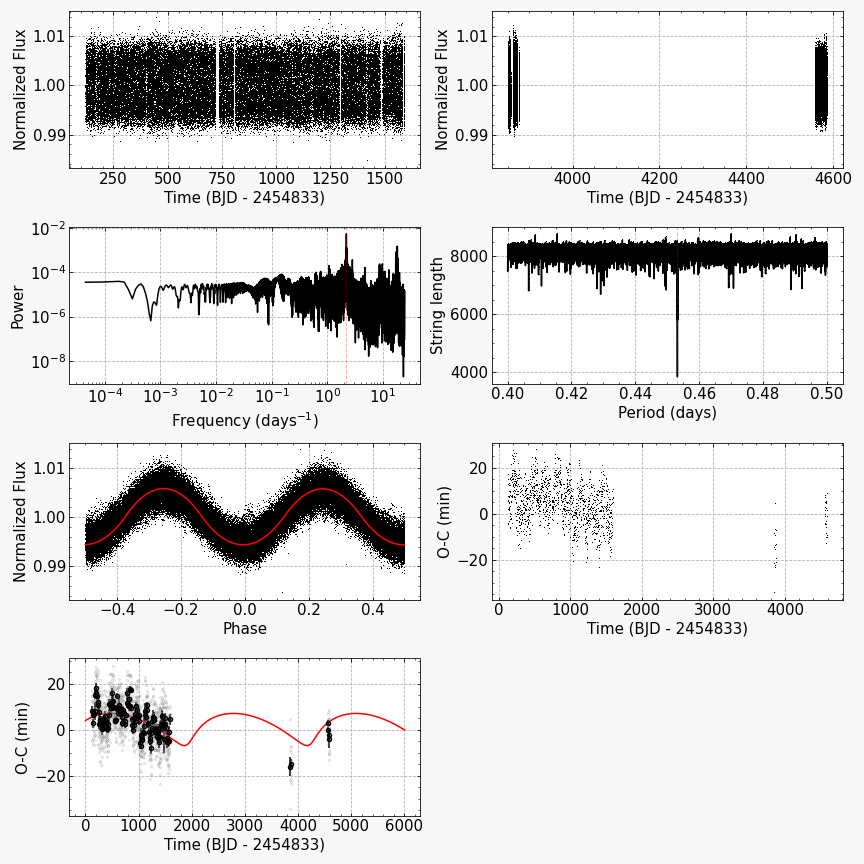 Normalized Flux
1.01
1.00
0.99
250 500 750 1000 1250 1500
Time (BJD - 2454833)
Normalized Flux
1.01
1.00
0.99
4000 4200 4400 4600
Time (BJD - 2454833)
Power
10⁻²
10⁻⁴
10⁻⁶
10⁻⁸
10⁻⁴ 10⁻³ 10⁻² 10⁻¹ 10⁰ 10¹
Frequency (days⁻¹)
String length
8000
6000
4000
0.40 0.42 0.44 0.46 0.48 0.50
Period (days)
Normalized Flux
1.01
1.00
0.99
−0.4 −0.2 0.0 0.2 0.4
Phase
O-C (min)
20
0
−20
0 1000 2000 3000 4000
Time (BJD - 2454833)
O-C (min)
20
0
−20
0 1000 2000 3000 4000 5000 6000
Time (BJD - 2454833)